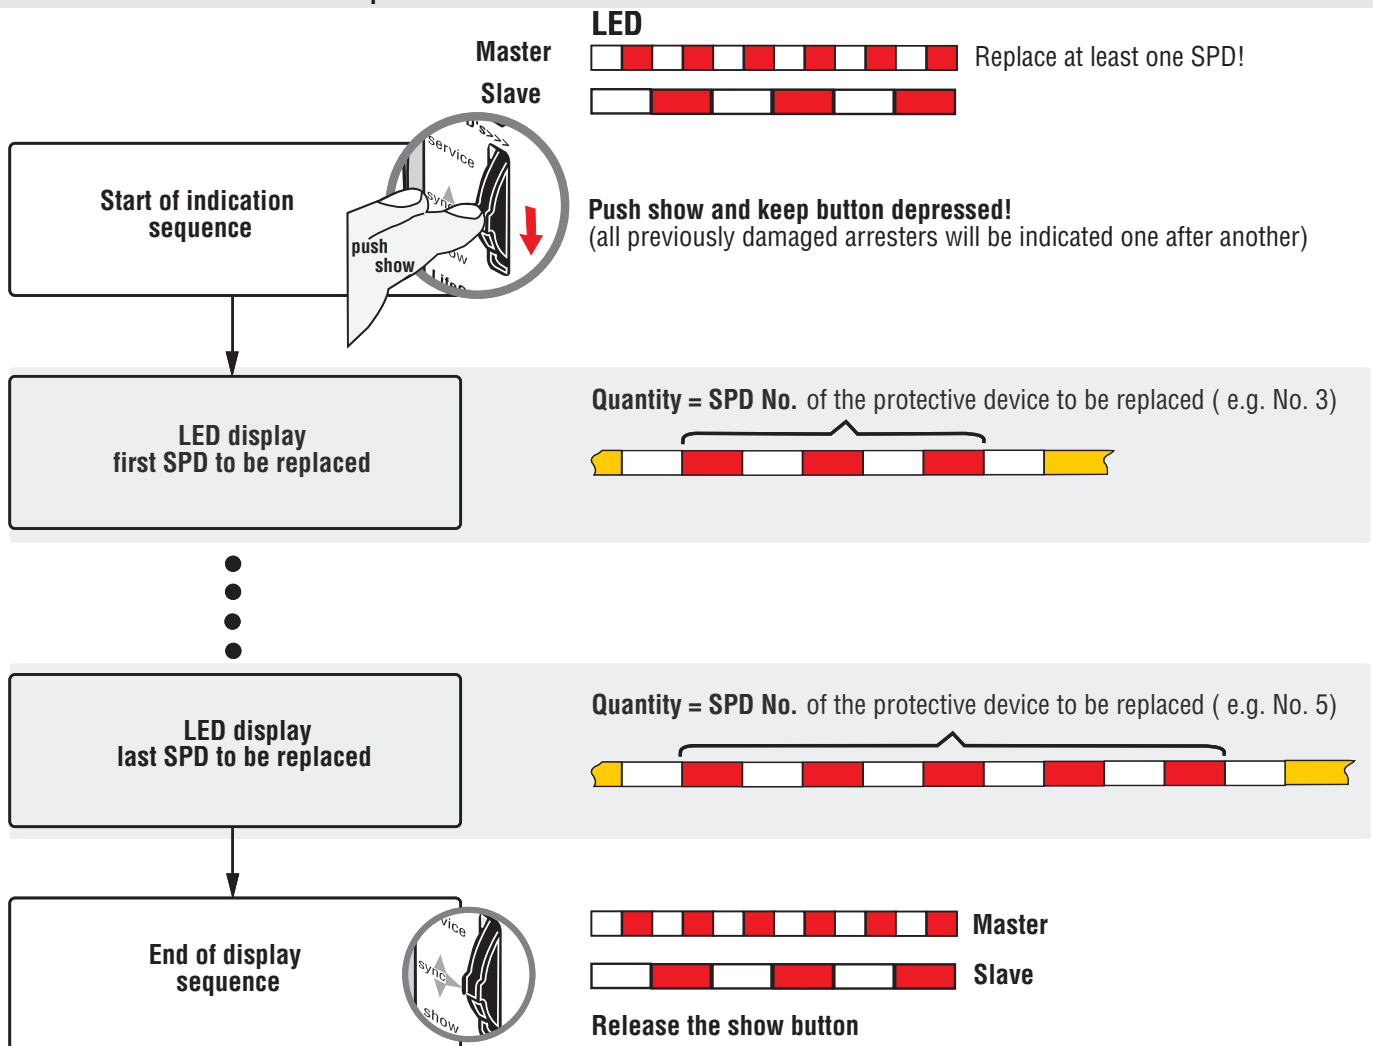 LED
Master
Replace at least one SPD!
Slave
service
sync
push
show
Start of indication
sequence
Push show and keep button depressed!
(all previously damaged arresters will be indicated one after another)
LED display
first SPD to be replaced
Quantity = SPD No. of the protective device to be replaced ( e.g. No. 3)
LED display
last SPD to be replaced
Quantity = SPD No. of the protective device to be replaced ( e.g. No. 5)
End of display
sequence
vice
sync
show
Master
Slave
Release the show button